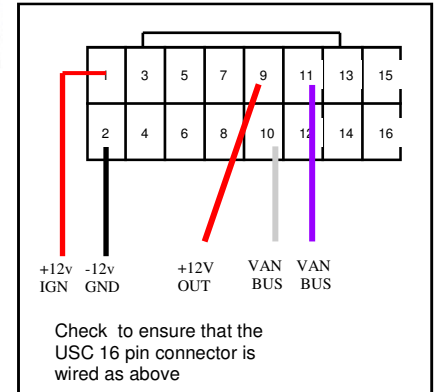 1 3 5 7 9 11 13 15
2 4 6 8 10 12 14 16
+12v -12v +12V VAN VAN
IGN GND OUT BUS BUS
Check to ensure that the
USC 16 pin connector is
wired as above